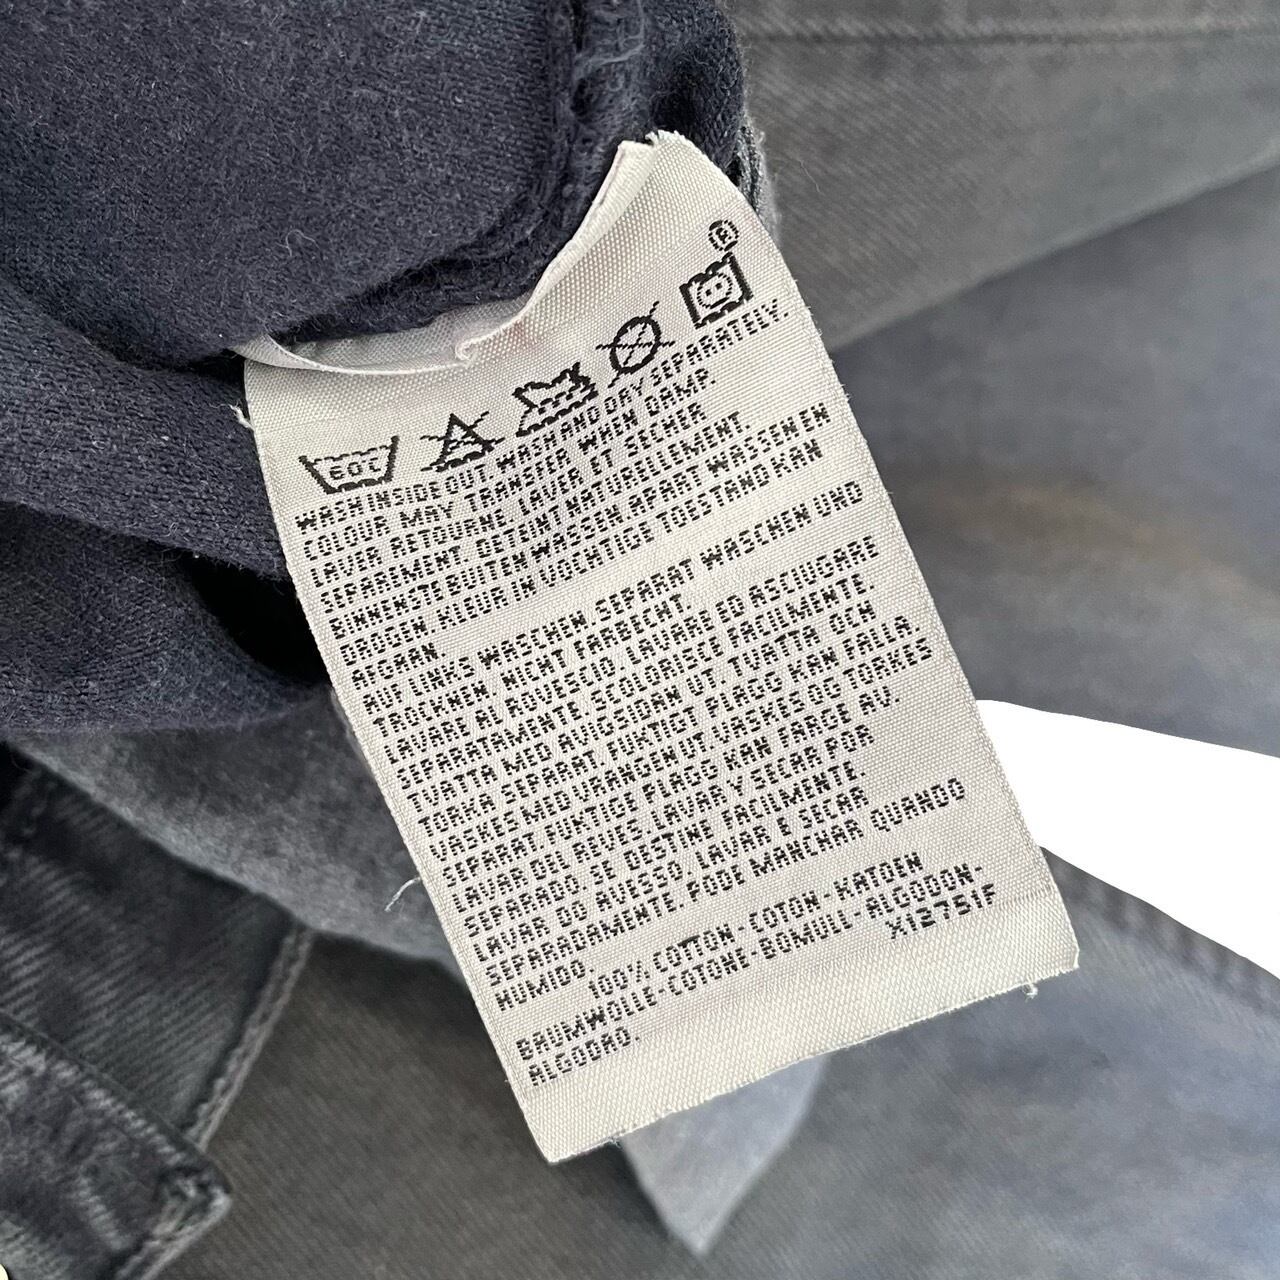 ®
60C
WASH INSIDE OUT. WASH AND DRY SEPARATELY.
COLOUR MAY TRANSFER WHEN DAMP.
LAVER RETOURNE. LAVER ET SECHER
SEPAREMENT. DETEINT NATURELLEMENT.
BINNENSTE BUITEN WASSEN. APART WASSEN EN
DROGEN. KLEUR IN VOCHTIGE TOESTAND KAN
AFGAAN.
AUF LINKS WASCHEN. SEPARAT WASCHEN UND
TROCKNEN. NICHT FARBECHT.
LAVARE AL ROVESCIO. LAVARE ED ASCIUGARE
SEPARATAMENTE. SCOLORISCE FACILMENTE.
TVATTA MED AVIGSIDAN UT. TVATTA OCH
TORKA SEPARAT. FUKTIGT PLAGG KAN FALLA.
VASKES MED VRANGEN UT. VASKES OG TORKES
SEPARAT. FUKTIGE PLAGG KAN FARGE AV.
LAVAR DEL REVES. LAVAR Y SECAR POR
SEPARADO. SE DESTINE FACILMENTE.
LAVAR DO AVESSO. LAVAR E SECAR
SEPARADAMENTE. PODE MANCHAR QUANDO
HUMIDO.
100% COTTON-COTON-KATOEN
BAUMWOLLE-COTONE-BOMULL-ALGODON-
ALGODAO.
X12751F